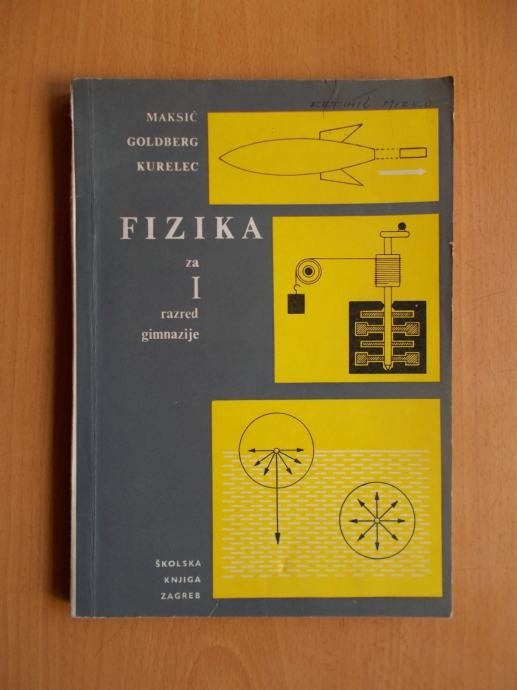 MAKSIĆ
GOLDBERG
KURELEC
FIZIKA
za
I
razred
gimnazije
ŠKOLSKA
KNJIGA
ZAGREB